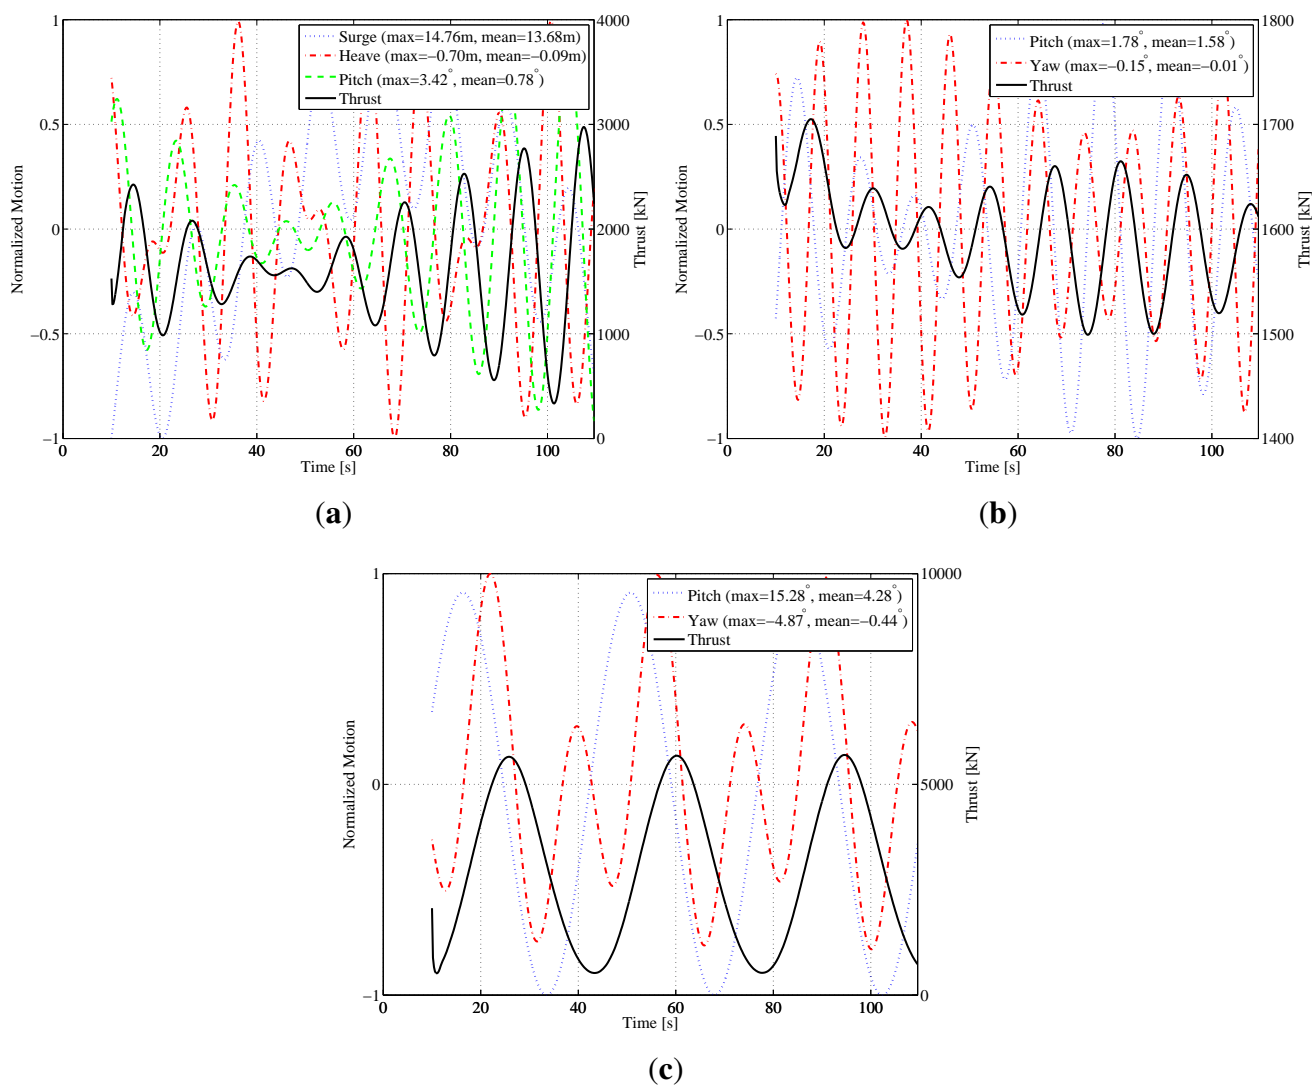 1
0.5
0
−0.5
−1
Normalized Motion
4000
3000
2000
1000
0
Thrust [kN]
0
20
40
60
80
100
Time [s]
Surge (max=14.76m, mean=13.68m)
Heave (max=−0.70m, mean=−0.09m)
Pitch (max=3.42°, mean=0.78°)
Thrust
(a)
1
0.5
0
−0.5
−1
Normalized Motion
1800
1700
1600
1500
1400
Thrust [kN]
0
20
40
60
80
100
Time [s]
Pitch (max=1.78°, mean=1.58°)
Yaw (max=−0.15°, mean=−0.01°)
Thrust
(b)
1
0
−1
Normalized Motion
10000
5000
0
Thrust [kN]
0
20
40
60
80
100
Time [s]
Pitch (max=15.28°, mean=4.28°)
Yaw (max=−4.87°, mean=−0.44°)
Thrust
(c)